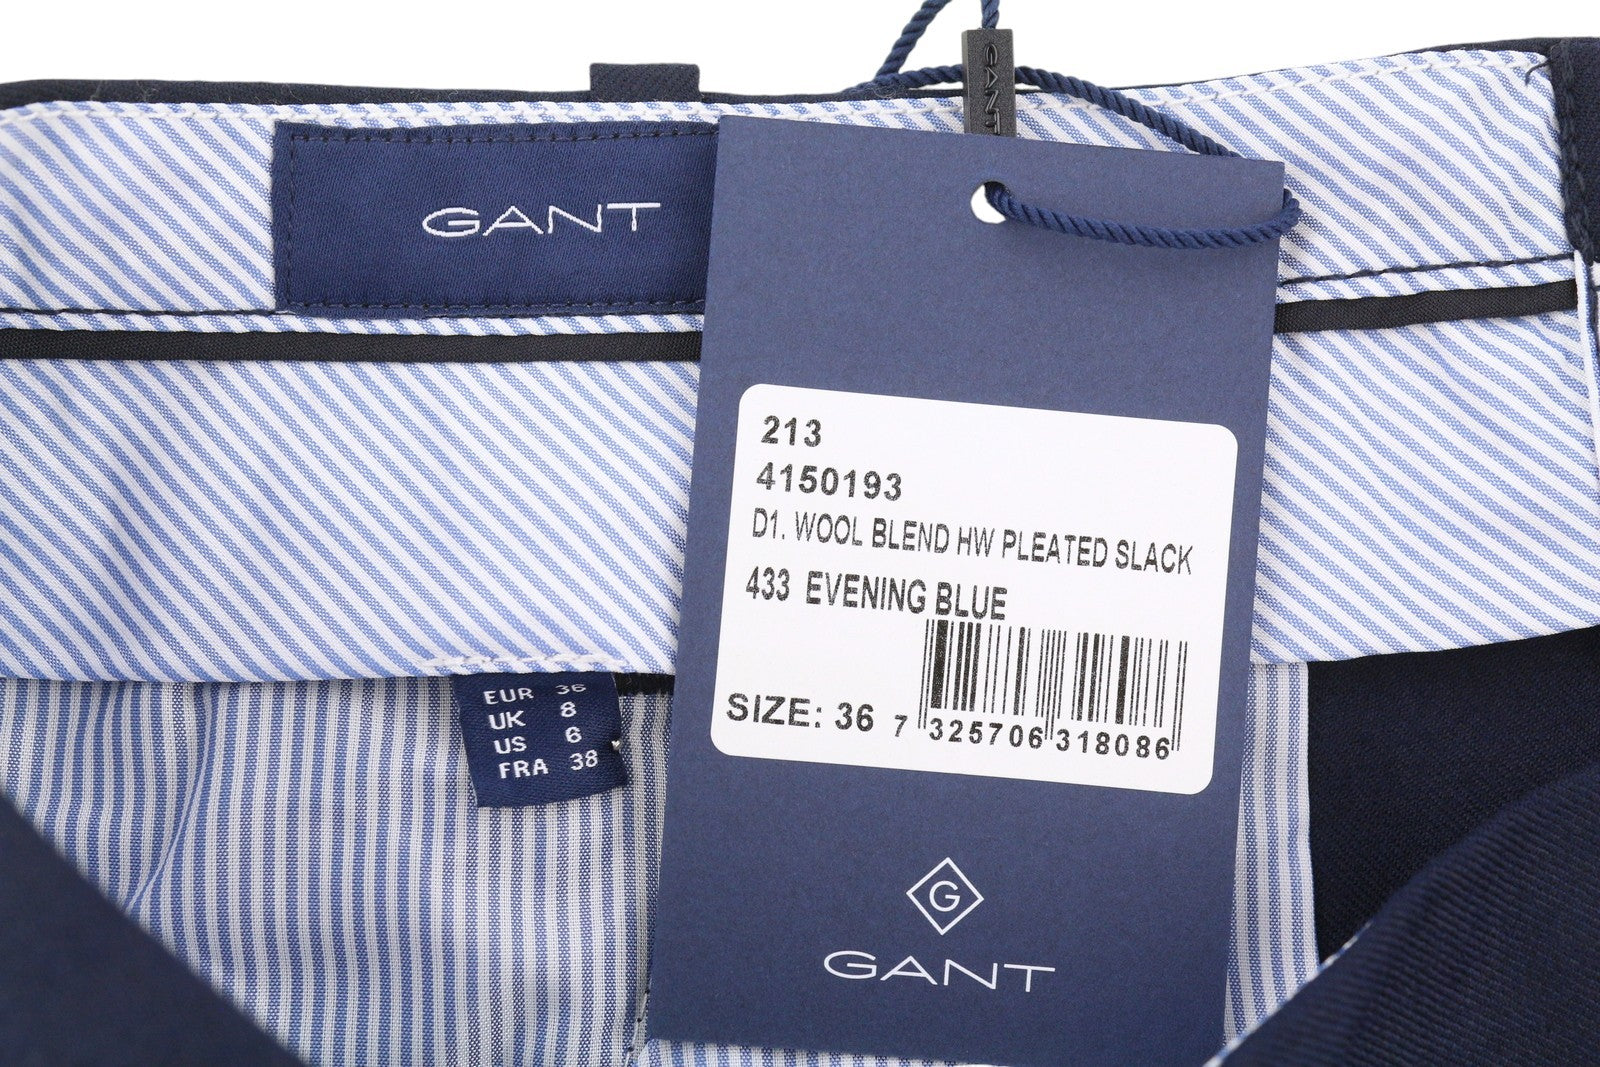 GANT
GANT
213
4150193
D1. WOOL BLEND HW PLEATED SLACK
433 EVENING BLUE
SIZE: 36
7 325706 318086
EUR 36
UK 8
US 6
FRA 38
G
GANT